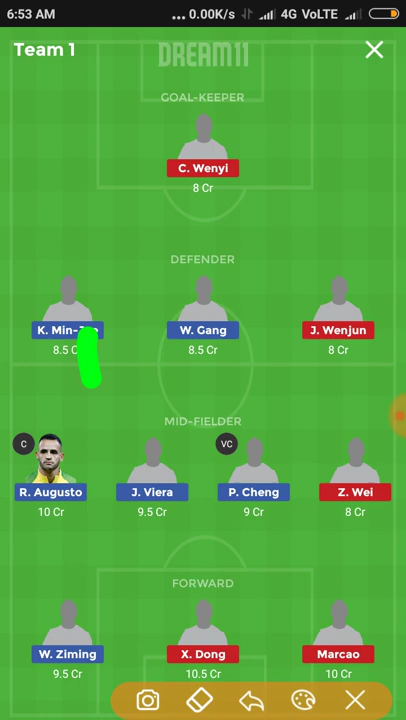 6:53 AM
... 0.00K/s 4G VoLTE
Team 1
DREAM11
GOAL-KEEPER
C. Wenyi
8 Cr
DEFENDER
K. W. Gang J. Wenjun
8.5 8.5 Cr 8 Cr
MID-FIELDER
C VC
R. Augusto J. Viera P. Cheng Z. Wei
10 Cr 9.5 Cr 9 Cr 8 Cr
FORWARD
W. Ziming X. Dong Marcao
9.5 Cr 10.5 Cr 10 Cr